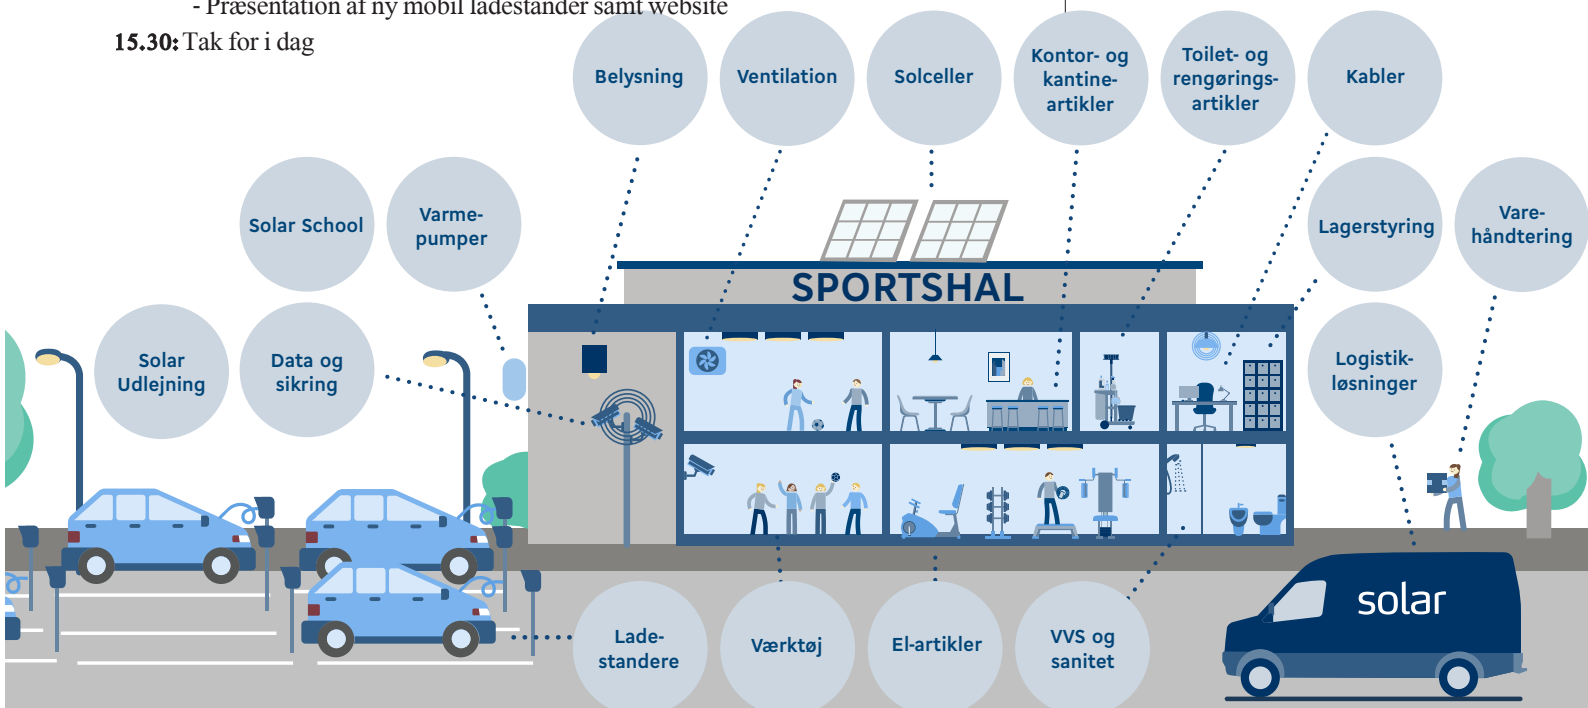 - Præsentation af ny mobil ladestander samt website
15.30: Tak for i dag
Belysning
Ventilation
Solceller
Kontor- og
kantine-
artikler
Toilet- og
rengørings-
artikler
Kabler
Solar School
Varme-
pumper
Lagerstyring
Vare-
håndtering
SPORTSHAL
Solar
Udlejning
Data og
sikring
Logistik-
løsninger
Lade-
standere
Værktøj
El-artikler
VVS og
sanitet
solar